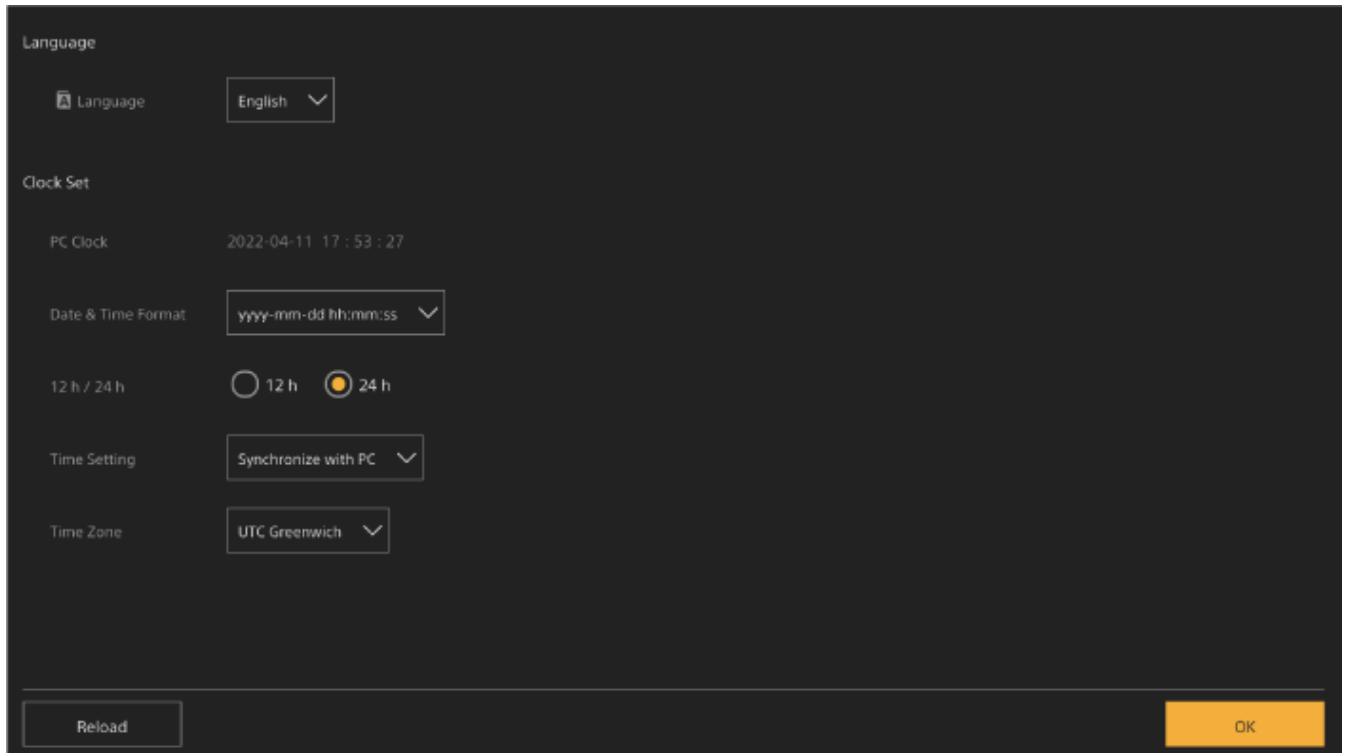 Language
A Language English
Clock Set
PC Clock 2022-04-11 17 : 53 : 27
Date & Time Format yyyy-mm-dd hh:mm:ss
12 h / 24 h 12 h 24 h
Time Setting Synchronize with PC
Time Zone UTC Greenwich
Reload OK